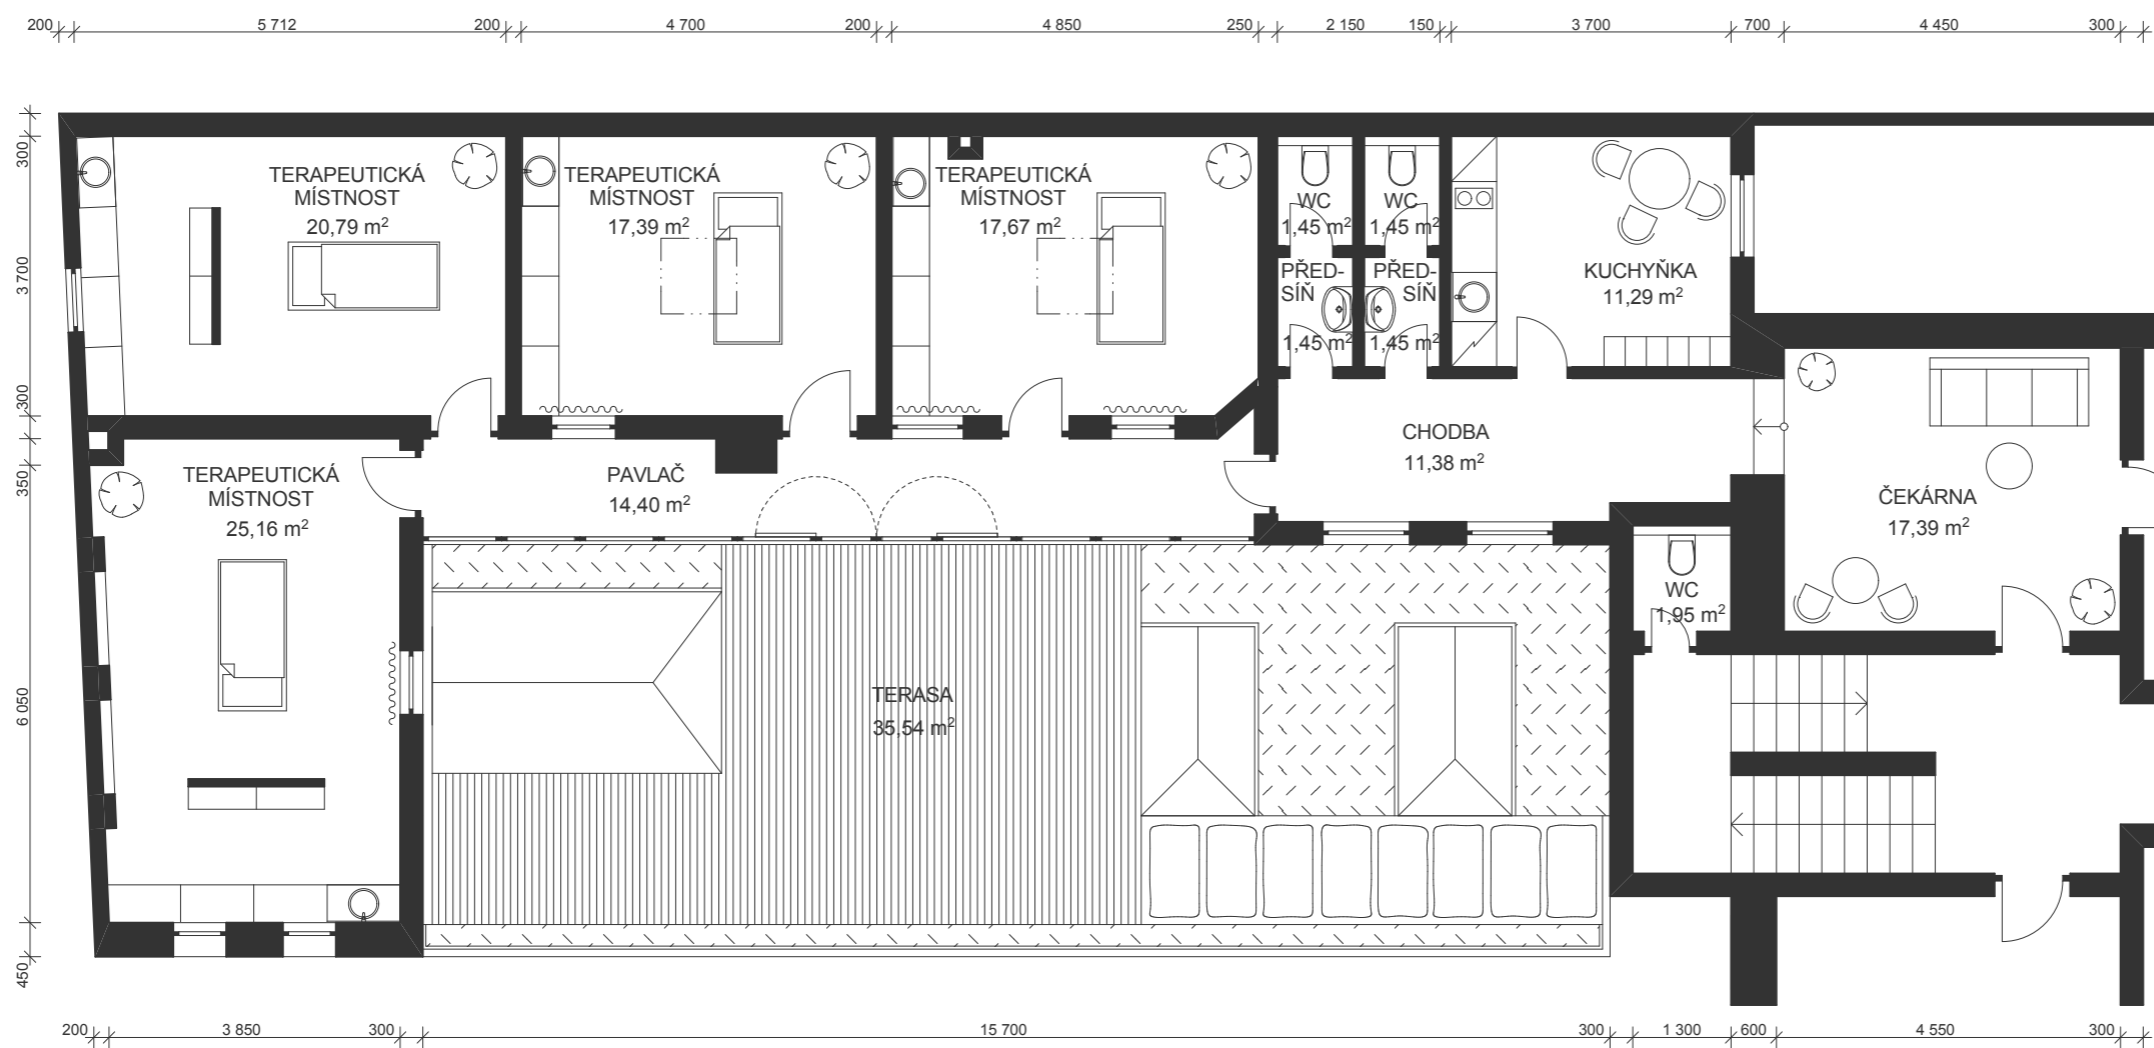 200 5 712 200 4 700 200 4 850 250 2 150 150 3 700 700 4 450 300
300
3 700
300
350
6 050
450
TERAPEUTICKÁ
MÍSTNOST
20,79 m²
TERAPEUTICKÁ
MÍSTNOST
17,39 m²
TERAPEUTICKÁ
MÍSTNOST
17,67 m²
WC
1,45 m²
WC
1,45 m²
PŘED-
SÍŇ
1,45 m²
PŘED-
SÍŇ
1,45 m²
KUCHYŇKA
11,29 m²
TERAPEUTICKÁ
MÍSTNOST
25,16 m²
PAVLAČ
14,40 m²
CHODBA
11,38 m²
ČEKÁRNA
17,39 m²
WC
1,95 m²
TERASA
35,54 m²
200 3 850 300 15 700 300 1 300 600 4 550 300